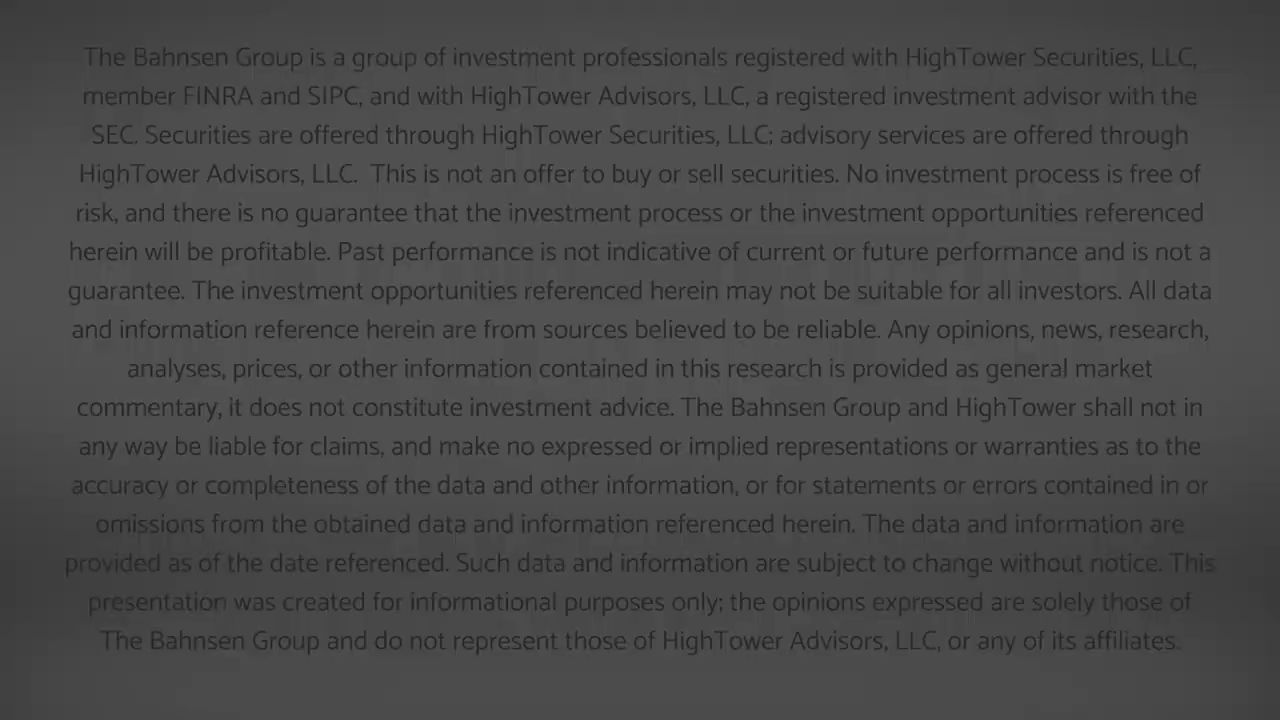 The Bahnsen Group is a group of investment professionals registered with HighTower Securities, LLC,
member FINRA and SIPC, and with HighTower Advisors, LLC, a registered investment advisor with the
SEC. Securities are offered through HighTower Securities, LLC; advisory services are offered through
HighTower Advisors, LLC.  This is not an offer to buy or sell securities. No investment process is free of
risk, and there is no guarantee that the investment process or the investment opportunities referenced
herein will be profitable. Past performance is not indicative of current or future performance and is not a
guarantee. The investment opportunities referenced herein may not be suitable for all investors. All data
and information reference herein are from sources believed to be reliable. Any opinions, news, research,
analyses, prices, or other information contained in this research is provided as general market
commentary, it does not constitute investment advice. The Bahnsen Group and HighTower shall not in
any way be liable for claims, and make no expressed or implied representations or warranties as to the
accuracy or completeness of the data and other information, or for statements or errors contained in or
omissions from the obtained data and information referenced herein. The data and information are
provided as of the date referenced. Such data and information are subject to change without notice. This
presentation was created for informational purposes only; the opinions expressed are solely those of
The Bahnsen Group and do not represent those of HighTower Advisors, LLC, or any of its affiliates.